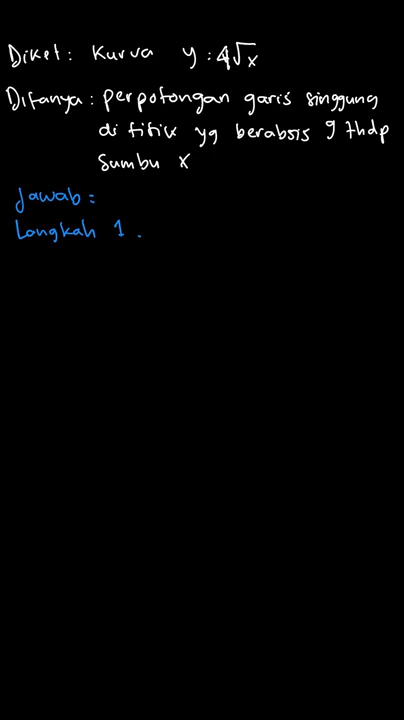 Diket : Kurva y : 4√x
Ditanya : perpotongan garis singgung
di titik yg berabsis 9 thdp
sumbu x
Jawab :
Langkah 1 .